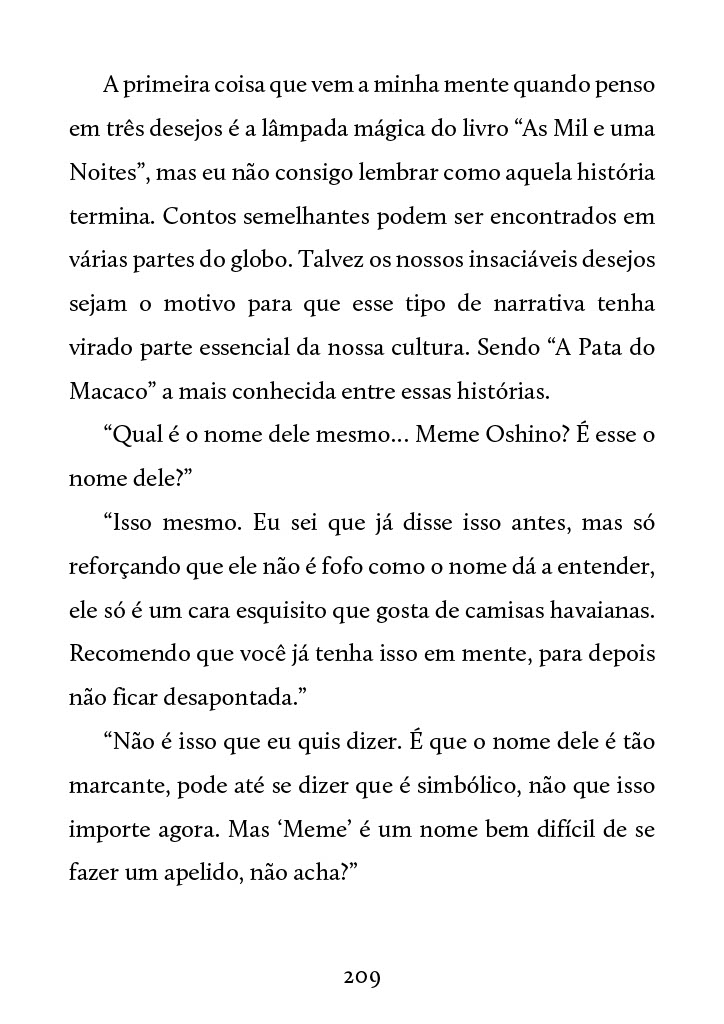 A primeira coisa que vem a minha mente quando penso
em três desejos é a lâmpada mágica do livro “As Mil e uma
Noites”, mas eu não consigo lembrar como aquela história
termina. Contos semelhantes podem ser encontrados em
várias partes do globo. Talvez os nossos insaciáveis desejos
sejam o motivo para que esse tipo de narrativa tenha
virado parte essencial da nossa cultura. Sendo “A Pata do
Macaco” a mais conhecida entre essas histórias.
“Qual é o nome dele mesmo... Meme Oshino? É esse o
nome dele?”
“Isso mesmo. Eu sei que já disse isso antes, mas só
reforçando que ele não é fofo como o nome dá a entender,
ele só é um cara esquisito que gosta de camisas havaianas.
Recomendo que você já tenha isso em mente, para depois
não ficar desapontada.”
“Não é isso que eu quis dizer. É que o nome dele é tão
marcante, pode até se dizer que é simbólico, não que isso
importe agora. Mas ‘Meme’ é um nome bem difícil de se
fazer um apelido, não acha?”
209